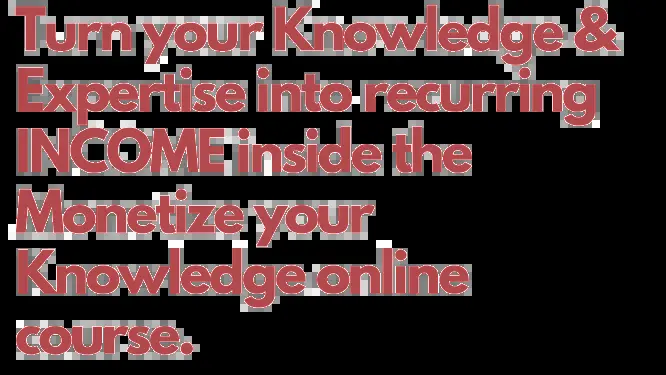 Turn your Knowledge &
Expertise into recurring
INCOME inside the
Monetize your
Knowledge online
course.